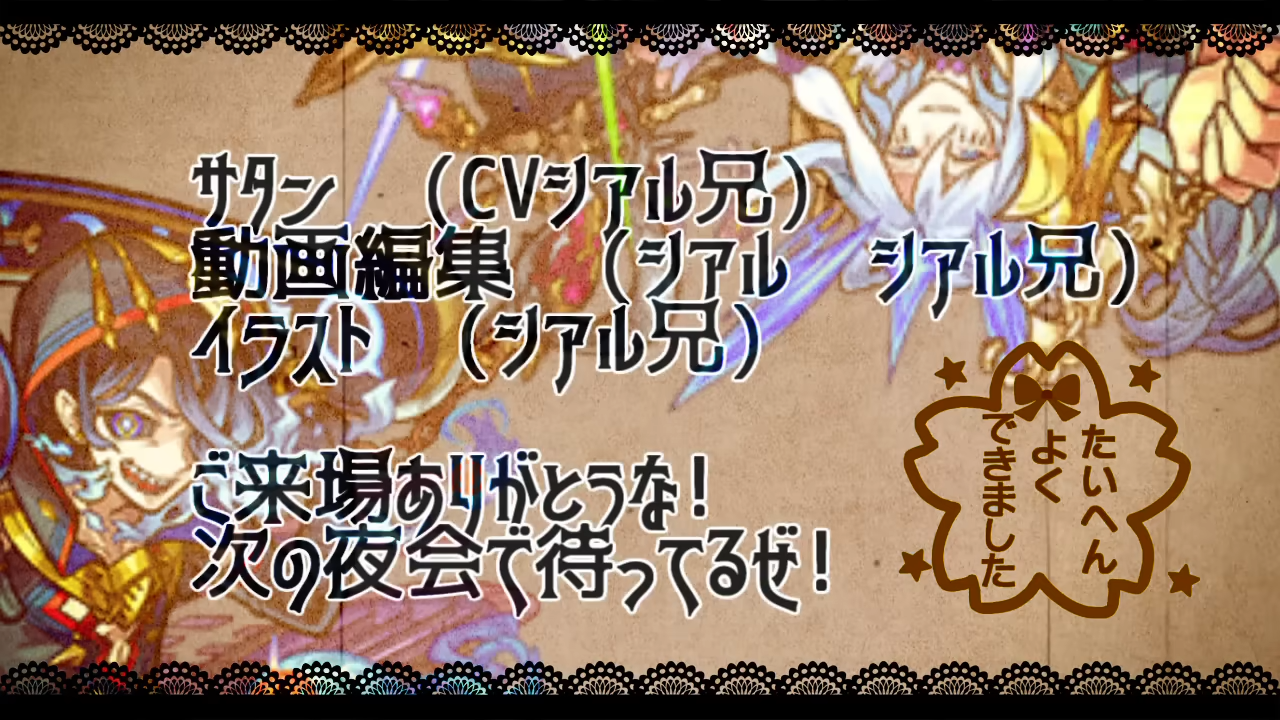 サタン　（CVシアル兄）
動画編集　（シアル　シアル兄）
イラスト　（シアル兄）
ご来場ありがとうな！
次の夜会で待ってるぜ！
たいへん
よく
できました